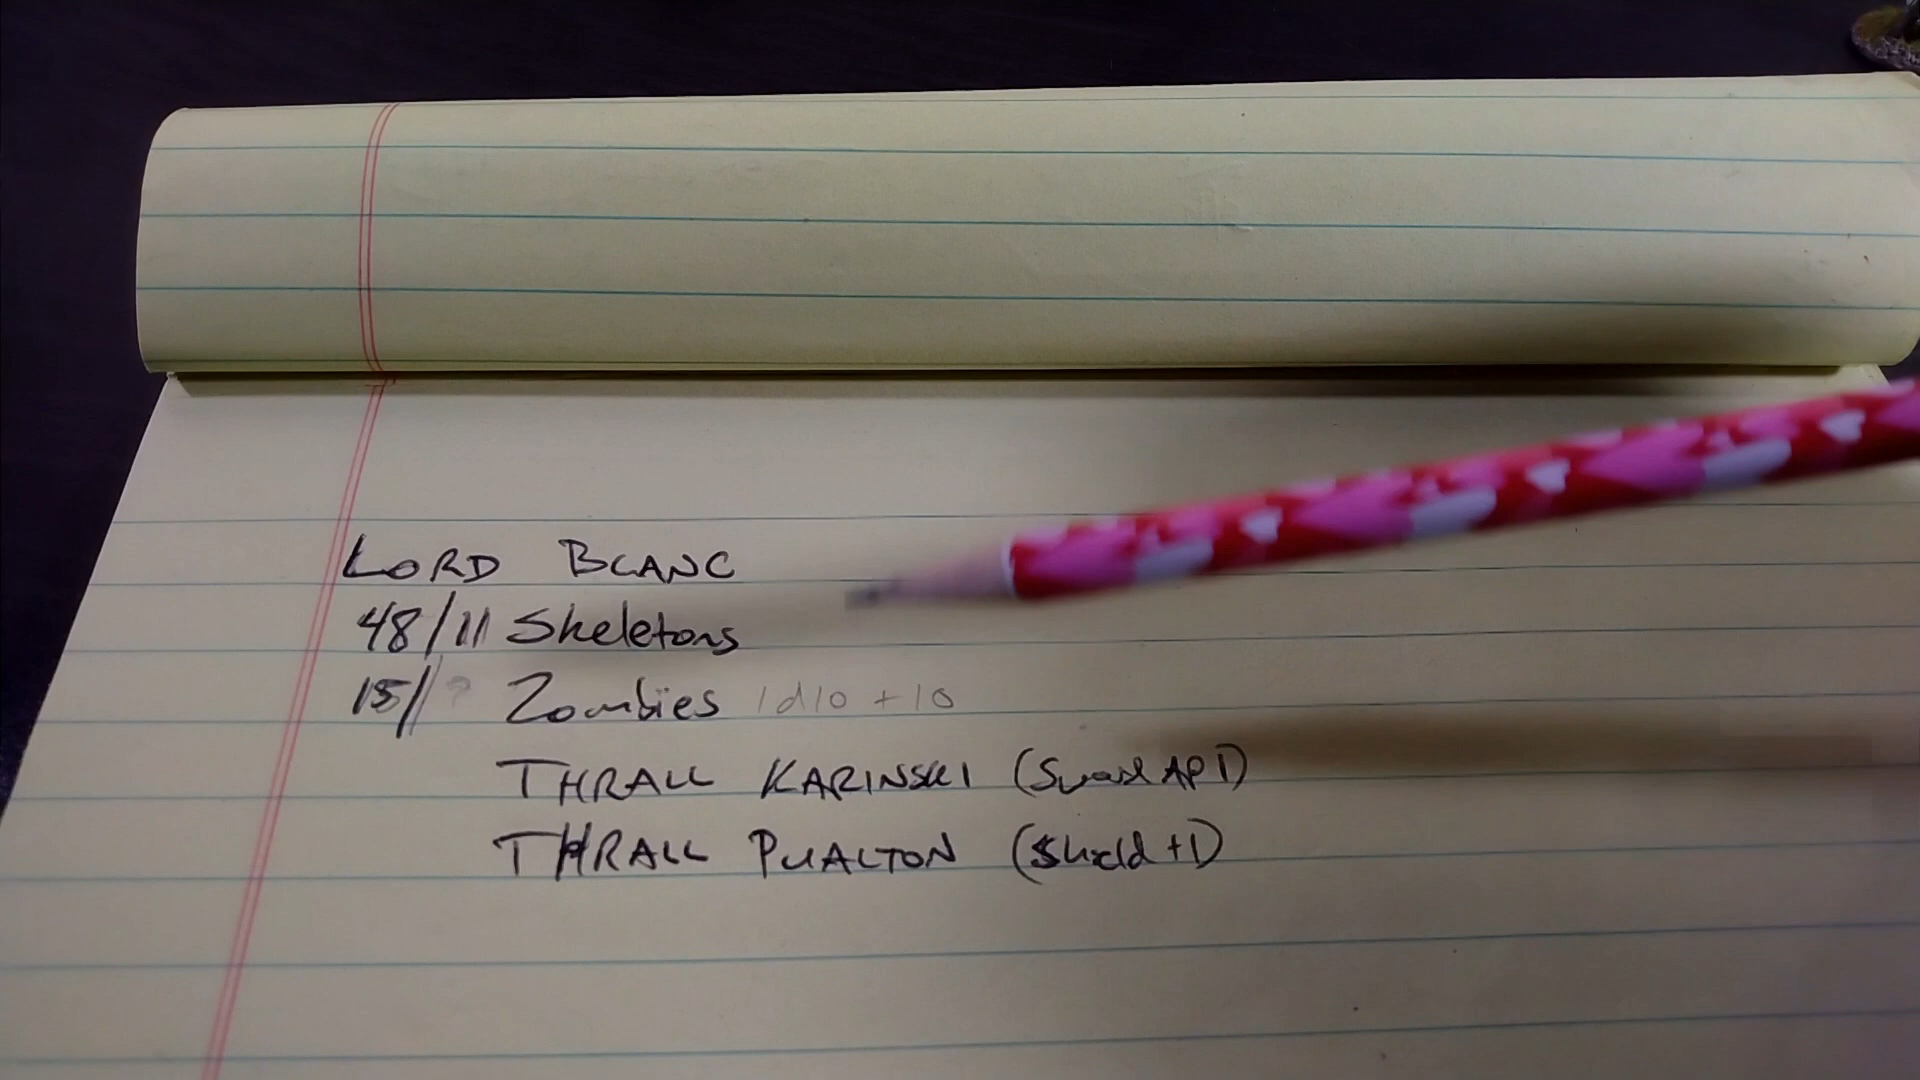 LORD BLANC
48/11 Skeletons
15/ ? Zombies 1d10 + 10
THRALL KARINSKI (Sword AP1)
THRALL PUALTON (Shield +1)